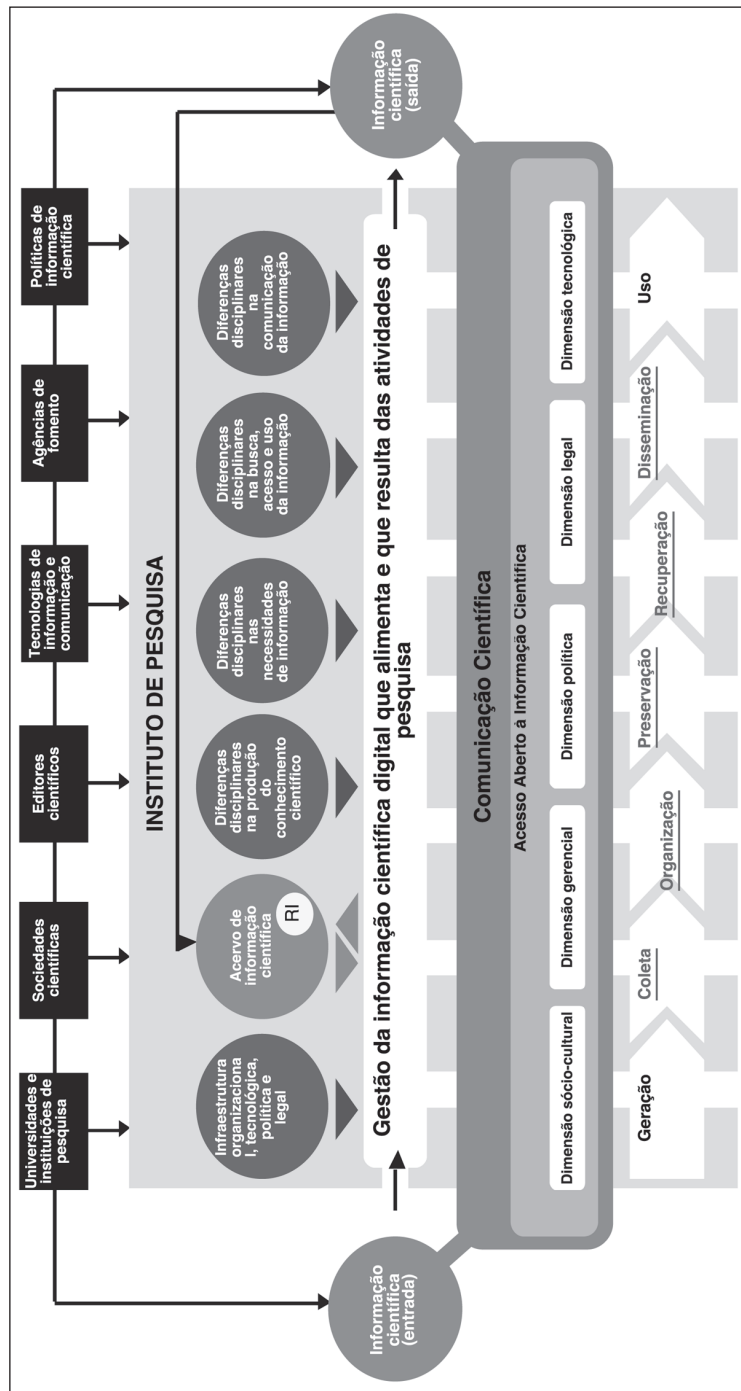 Universidades e
instituições de
pesquisa
Sociedades
científicas
Editores
científicos
Tecnologias de
informação e
comunicação
Agências de
fomento
Políticas de
informação
científica
INSTITUTO DE PESQUISA
Infraestrutura
organizaciona
l, tecnológica,
política e
legal
Acervo de
informação
científica
RI
Diferenças
disciplinares
na produção
do
conhecimento
científico
Diferenças
disciplinares
nas
necessidades
de informação
Diferenças
disciplinares
na busca,
acesso e uso
da informação
Diferenças
disciplinares
na
comunicação
da informação
Informação
científica
(entrada)
Gestão da informação científica digital que alimenta e que resulta das atividades de
pesquisa
Informação
científica
(saída)
Comunicação Científica
Acesso Aberto à Informação Científica
Dimensão sócio-cultural
Dimensão gerencial
Dimensão política
Dimensão legal
Dimensão tecnológica
Geração
Coleta
Organização
Preservação
Recuperação
Disseminação
Uso